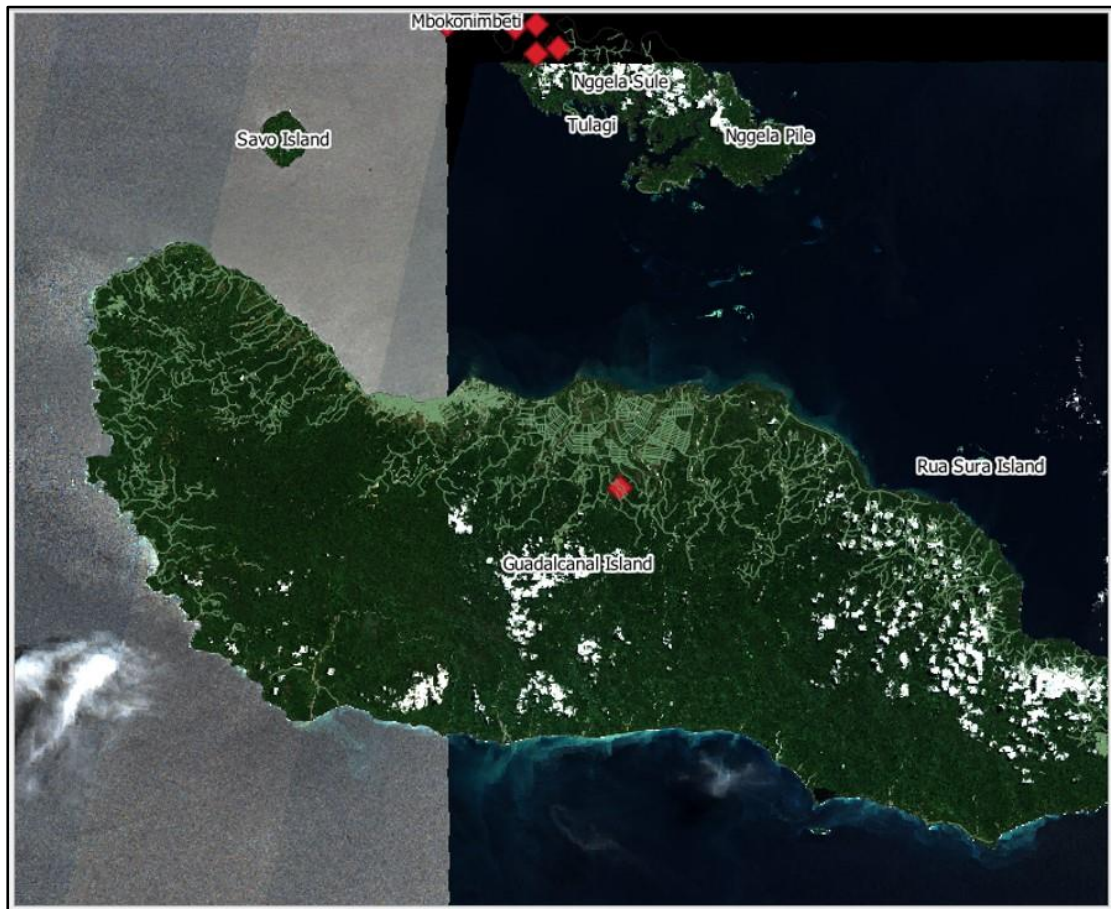 Mbokonimbeti
Nggela Sule
Tulagi
Nggela Pile
Savo Island
Rua Sura Island
Guadalcanal Island